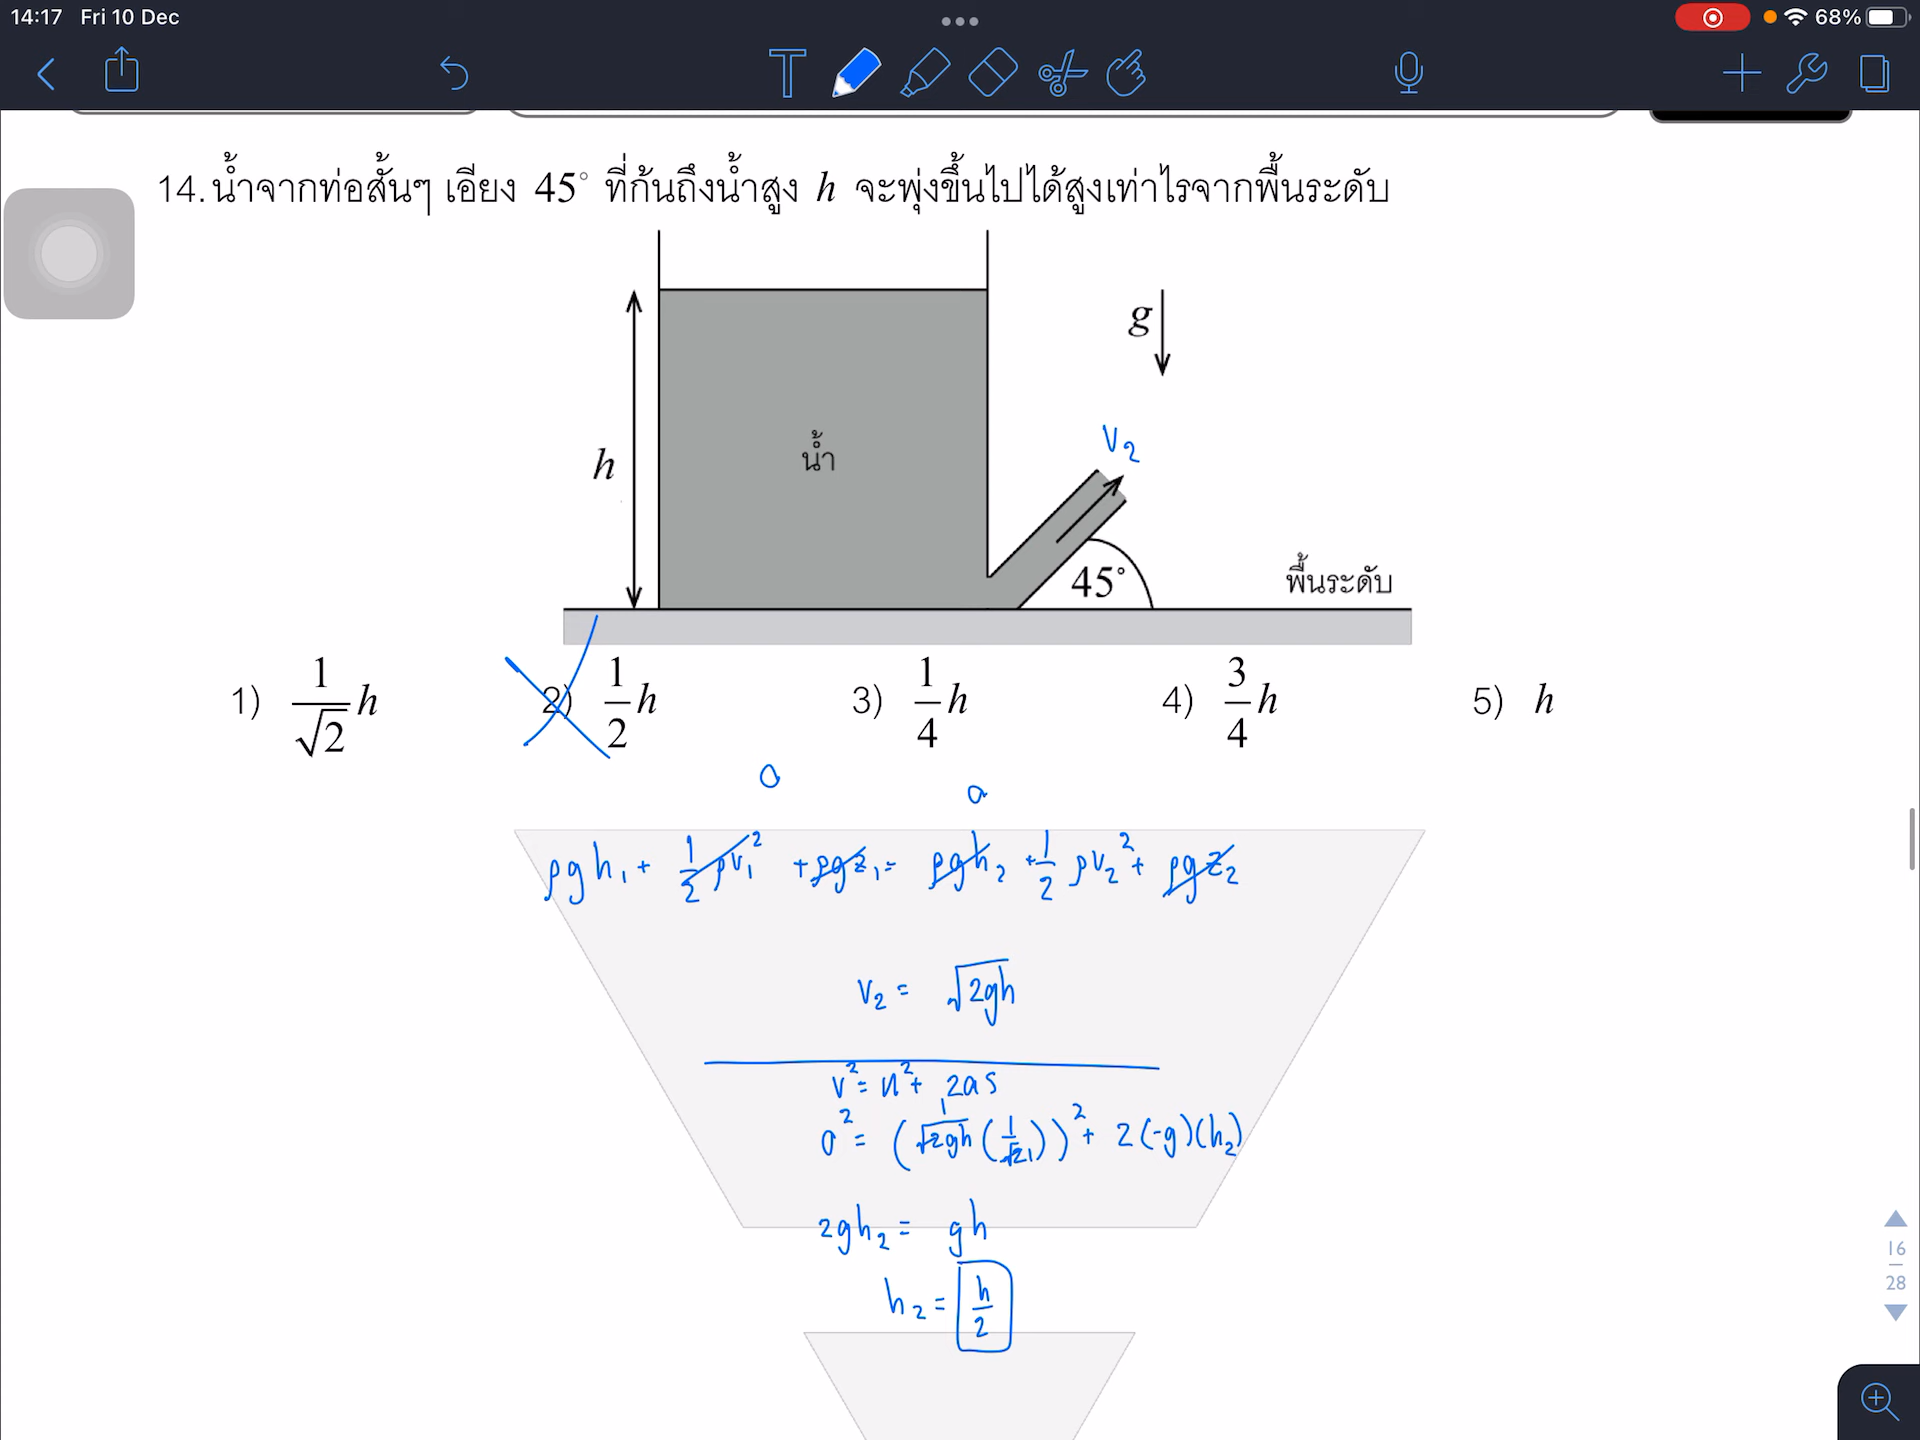 14:17 Fri 10 Dec
68%
T
14. น้ำจากท่อสั้นๆ เอียง 45° ที่ก้นถึงน้ำสูง h จะพุ่งขึ้นไปได้สูงเท่าไรจากพื้นระดับ
g
V₂
h
น้ำ
45°
พื้นระดับ
1) 1/√2 h 2) 1/2 h 3) 1/4 h 4) 3/4 h 5) h
0 0
ρgh₁ + 1/2 ρv₁² + ρgz₁ = ρgh₂ + 1/2 ρv₂² + ρgz₂
v₂ = √2gh
v² = u² + 2as
0² = (√2gh (1/√2))² + 2(-g)(h₂)
2gh₂ = gh
h₂ = h/2
16
28